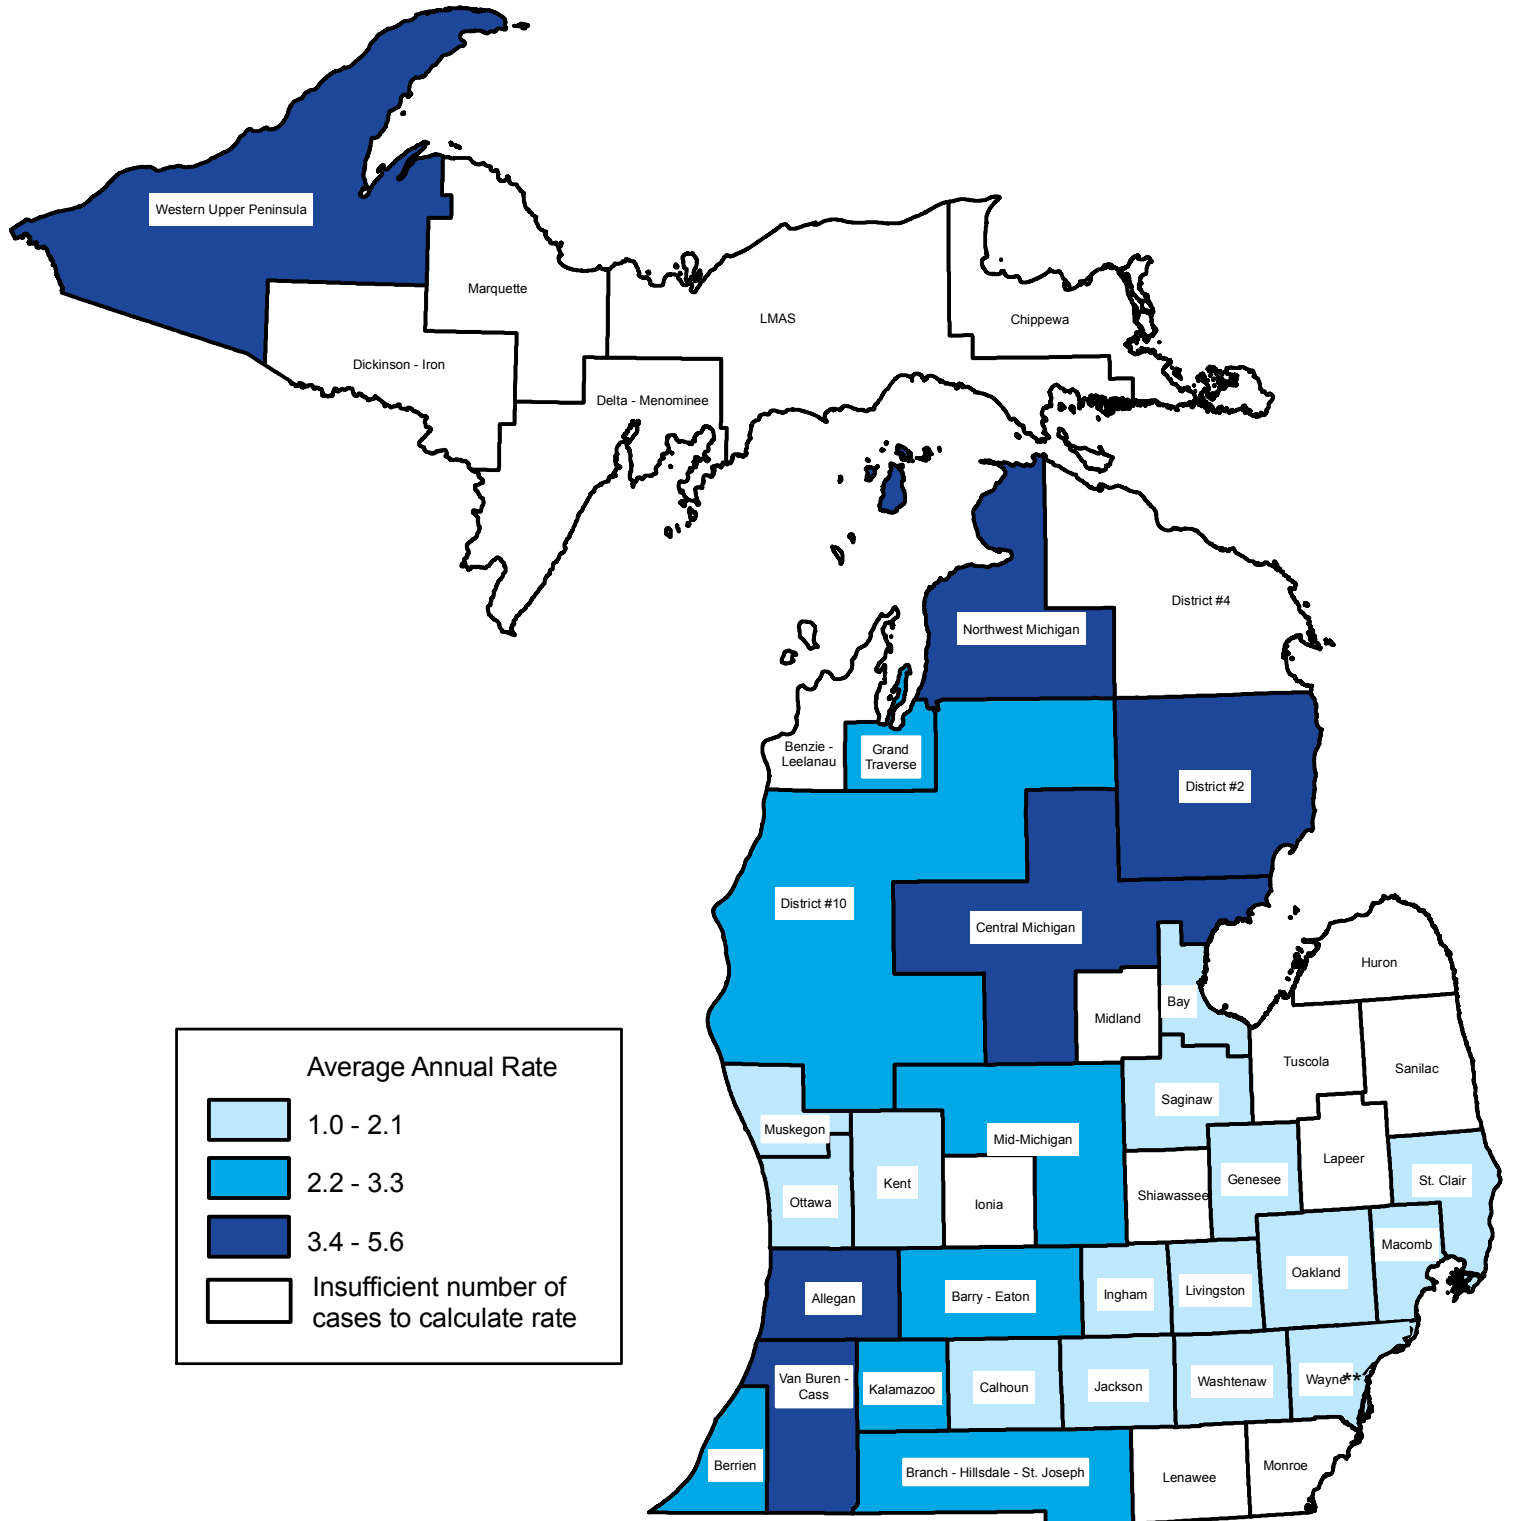 Western Upper Peninsula
Marquette
LMAS
Chippewa
Dickinson - Iron
Delta - Menominee
District #4
Northwest Michigan
Benzie -
Leelanau
Grand
Traverse
District #2
District #10
Central Michigan
Huron
Bay
Midland
Tuscola
Sanilac
Saginaw
Muskegon
Mid-Michigan
Lapeer
Genesee
St. Clair
Kent
Shiawassee
Ottawa
Ionia
Macomb
Oakland
Livingston
Ingham
Barry - Eaton
Allegan
Van Buren -
Cass
Kalamazoo
Calhoun
Jackson
Washtenaw
Wayne**
Berrien
Branch - Hillsdale - St. Joseph
Lenawee
Monroe
Average Annual Rate
1.0 - 2.1
2.2 - 3.3
3.4 - 5.6
Insufficient number of
cases to calculate rate